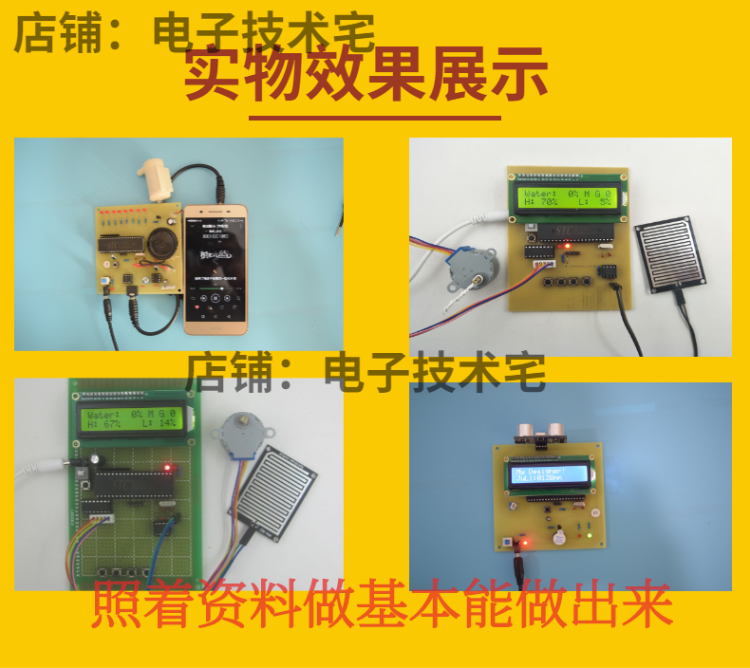 店铺：电子技术宅
实物效果展示
Water: 0% M G 0
H: 70% L: 5%
店铺：电子技术宅
Water: 0% M G 0
H: 67% L: 14%
My Designer!
照着资料做基本能做出来